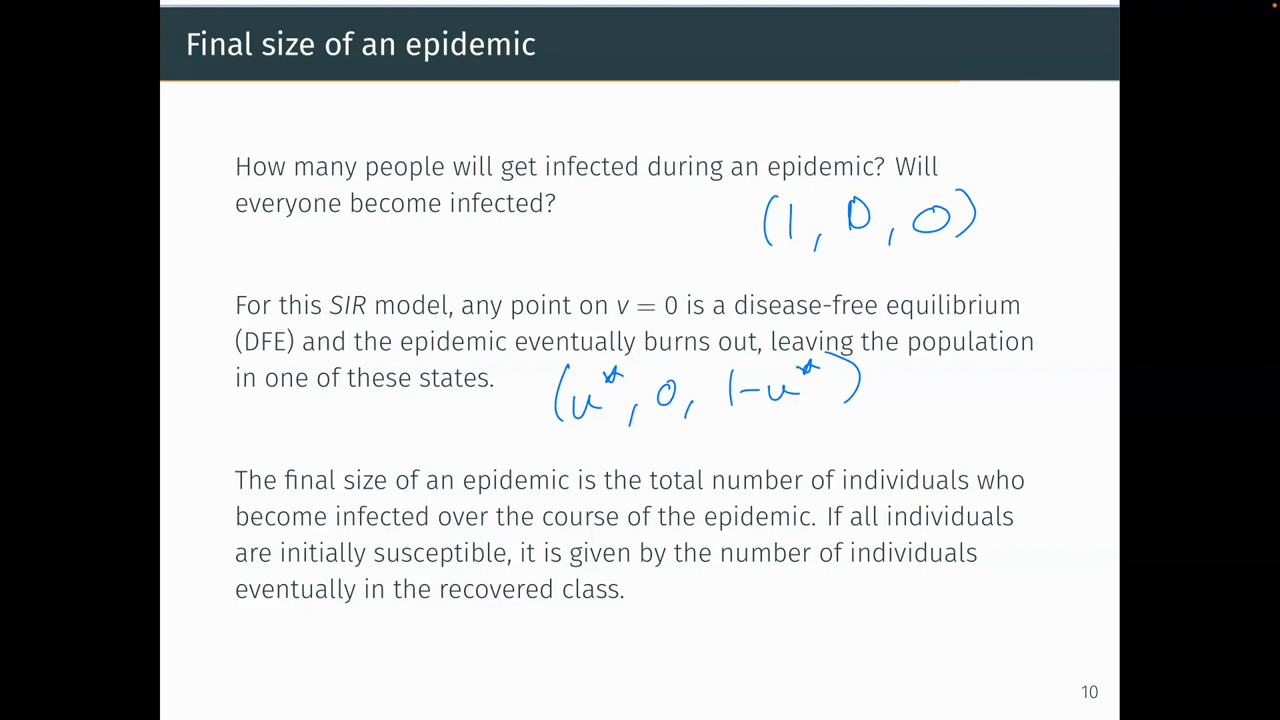 Final size of an epidemic
How many people will get infected during an epidemic? Will
everyone become infected?
(1, 0, 0)
For this SIR model, any point on v = 0 is a disease-free equilibrium
(DFE) and the epidemic eventually burns out, leaving the population
in one of these states.
(u*, 0, 1-u*)
The final size of an epidemic is the total number of individuals who
become infected over the course of the epidemic. If all individuals
are initially susceptible, it is given by the number of individuals
eventually in the recovered class.
10